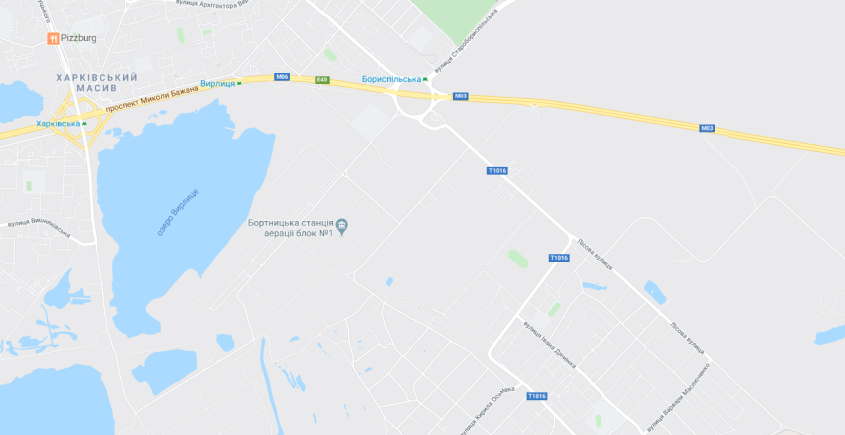 уцького
вулиця Архітектора Вер
Pizzburg
вулиця Старобориспільська
ХАРКІВСЬКИЙ
МАСИВ
Вирлиця
M06
E40
Бориспільська
M03
проспект Миколи Бажана
Харківська
M03
T1016
озеро Вирлиця
вулиця Вишняківська
Бортницька станція
аерації блок №1
Лісова вулиця
T1016
Лісова вулиця
вулиця Івана Дяченка
вулиця Варвари Маслюченко
T1016
вулиця Кирила